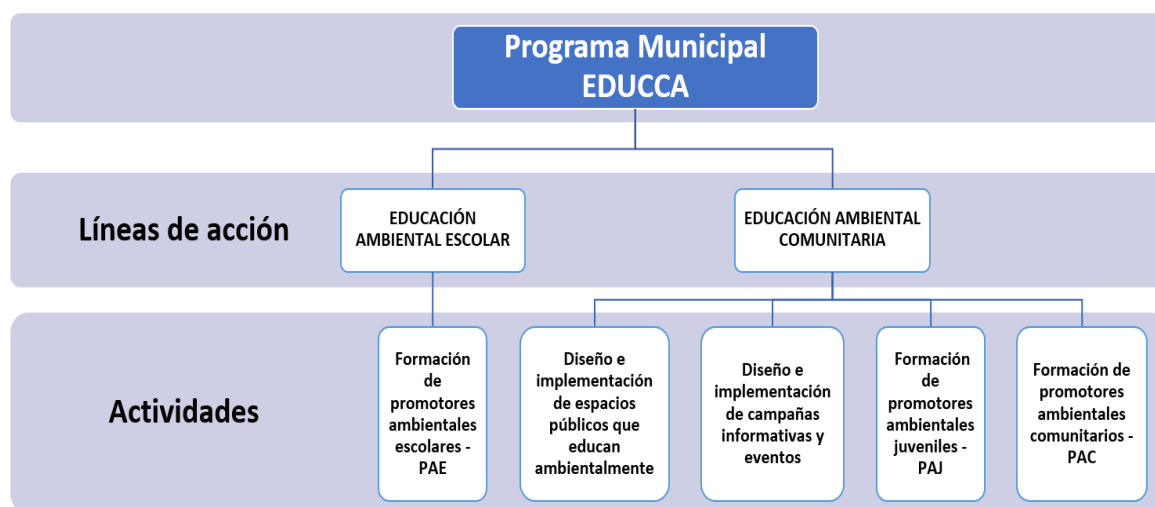 Programa Municipal
EDUCCA
Líneas de acción
EDUCACIÓN
AMBIENTAL ESCOLAR
EDUCACIÓN AMBIENTAL
COMUNITARIA
Actividades
Formación
de
promotores
ambientales
escolares -
PAE
Diseño e
implementación
de espacios
públicos que
educan
ambientalmente
Diseño e
implementación
de campañas
informativas y
eventos
Formación
de
promotores
ambientales
juveniles -
PAJ
Formación de
promotores
ambientales
comunitarios -
PAC